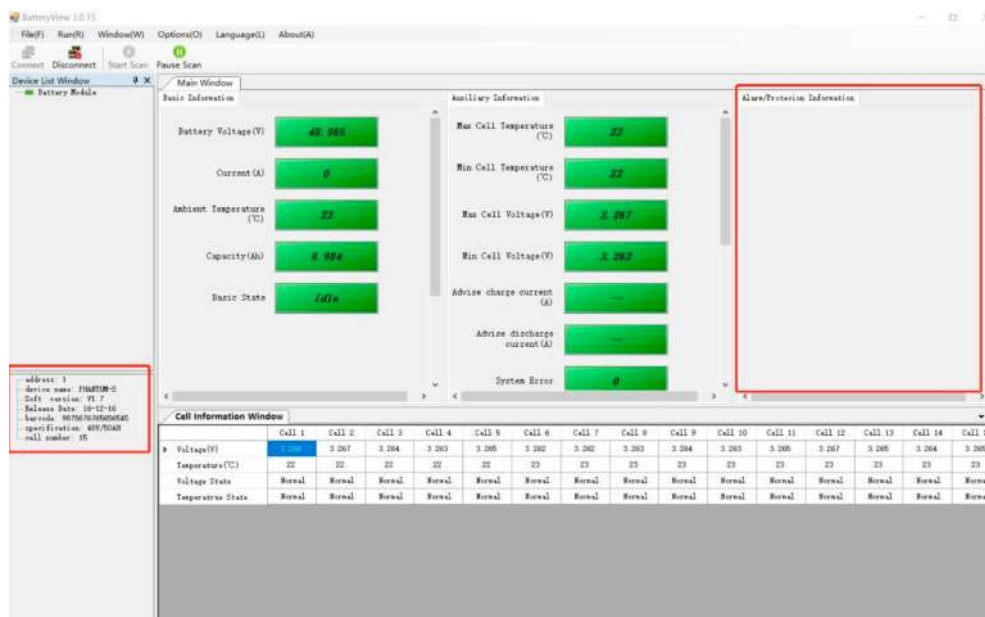 BatteryView 3.0.15
File(F) Run(R) Window(W) Options(O) Language(L) About(A)
Connect Disconnect Start Scan Pause Scan
Device List Window
Battery Module
Main Window
Basic Information
Battery Voltage(V) 48.965
Current(A) 0
Ambient Temperature (℃) 23
Capacity(Ah) 9.084
Basic State Idle
Auxiliary Information
Max Cell Temperature (℃) 23
Min Cell Temperature (℃) 22
Max Cell Voltage(V) 3.267
Min Cell Voltage(V) 3.262
Advise charge current (A) --
Advise discharge current(A) --
System Error 0
Alarm/Protecion Information
address: 1
device name: PHANTOM-S
Soft version: V1.7
Release Date: 16-12-16
specification: 48V/50AH
cell number: 15
Cell Information Window
Cell 1 Cell 2 Cell 3 Cell 4 Cell 5 Cell 6 Cell 7 Cell 8 Cell 9 Cell 10 Cell 11 Cell 12 Cell 13 Cell 14 Cell
Voltage(V) 3.267 3.264 3.263 3.265 3.262 3.262 3.263 3.264 3.263 3.265 3.267 3.265 3.264 3.265
Temperature(℃) 22 22 22 22 22 23 23 23 23 23 23 23 23 23 23
Voltage State Normal Normal Normal Normal Normal Normal Normal Normal Normal Normal Normal Normal Normal Normal
Temperatrue State Normal Normal Normal Normal Normal Normal Normal Normal Normal Normal Normal Normal Normal Normal